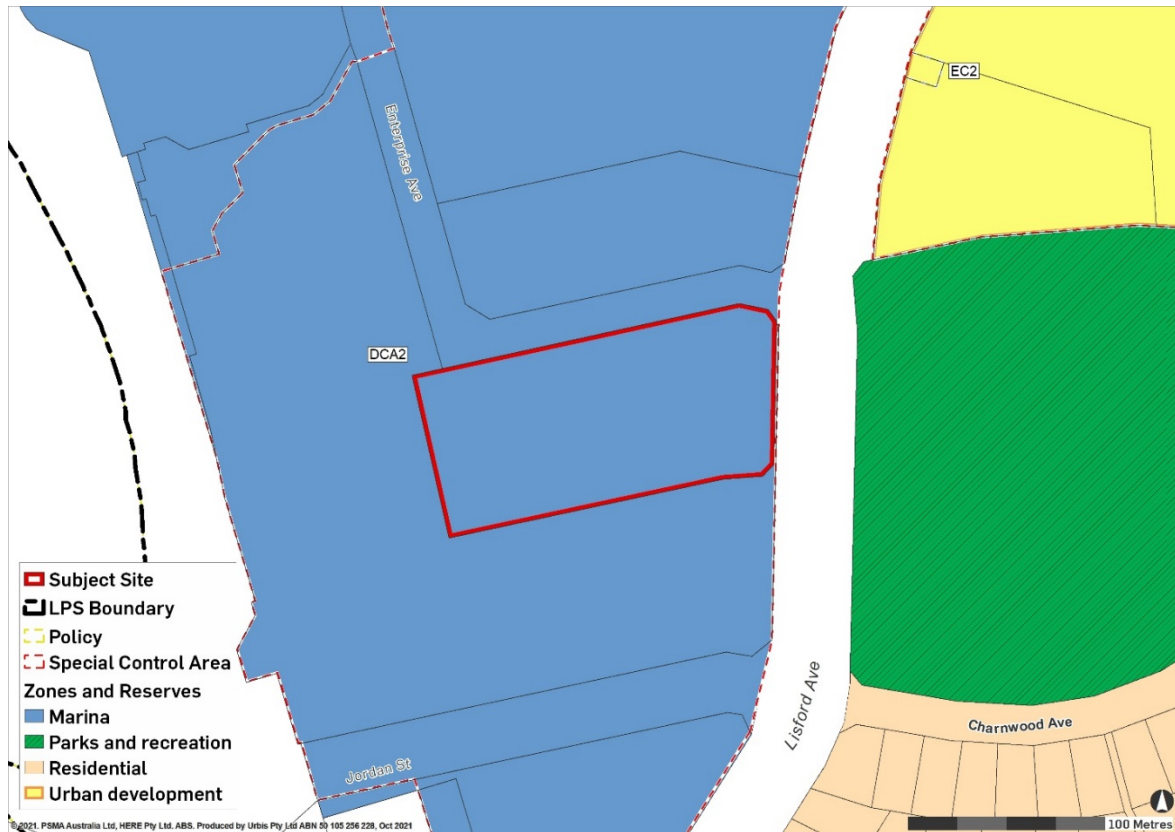 EC2
Enterprise Ave
DCA2
Lisford Ave
Charnwood Ave
Jordan St
Subject Site
LPS Boundary
Policy
Special Control Area
Zones and Reserves
Marina
Parks and recreation
Residential
Urban development
© 2021. PSMA Australia Ltd, HERE Pty Ltd. ABS. Produced by Urbis Pty Ltd ABN 50 105 256 228, Oct 2021
100 Metres